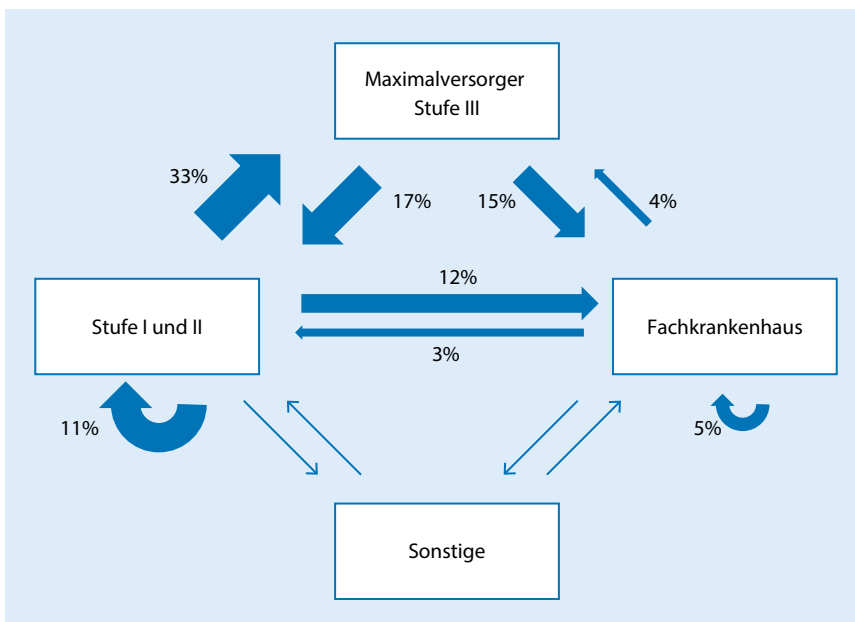 Maximalversorger
Stufe III
33%
17%
15%
4%
12%
Stufe I und II
Fachkrankenhaus
3%
11%
5%
Sonstige